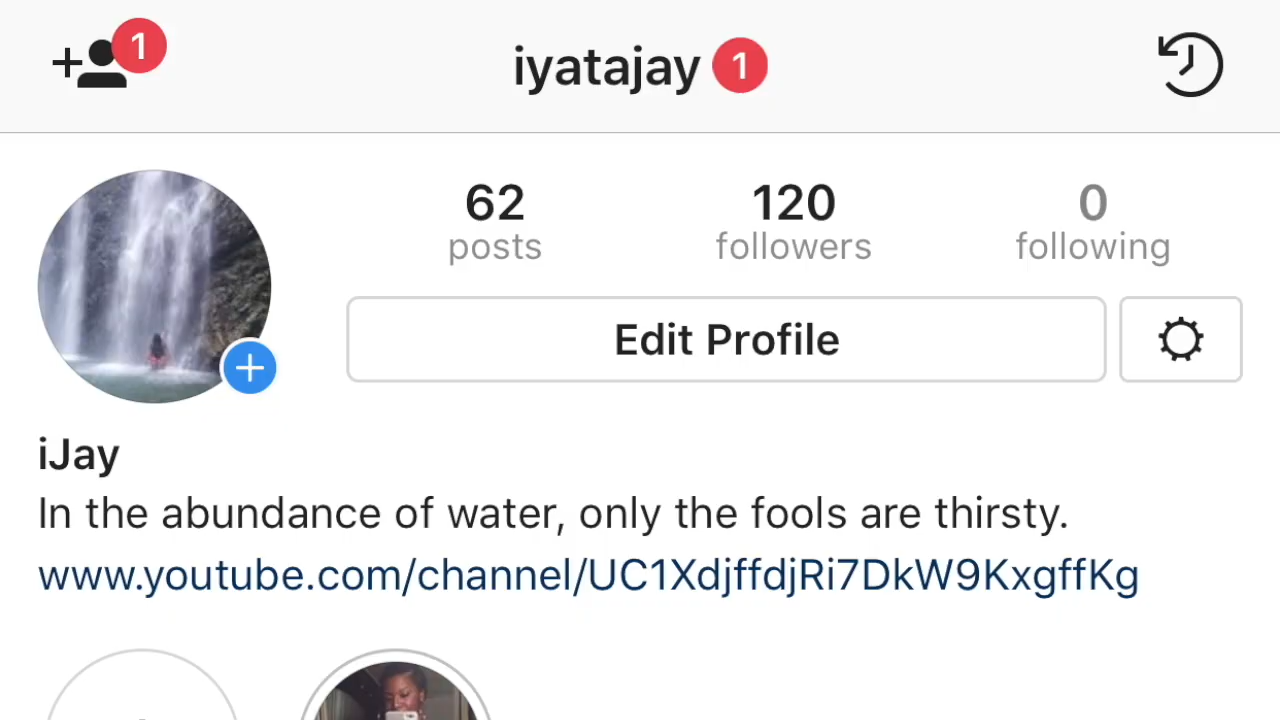 1
iyatajay 1
62 120 0
posts followers following
Edit Profile
iJay
In the abundance of water, only the fools are thirsty.
www.youtube.com/channel/UC1XdjffdjRi7DkW9KxgffKg